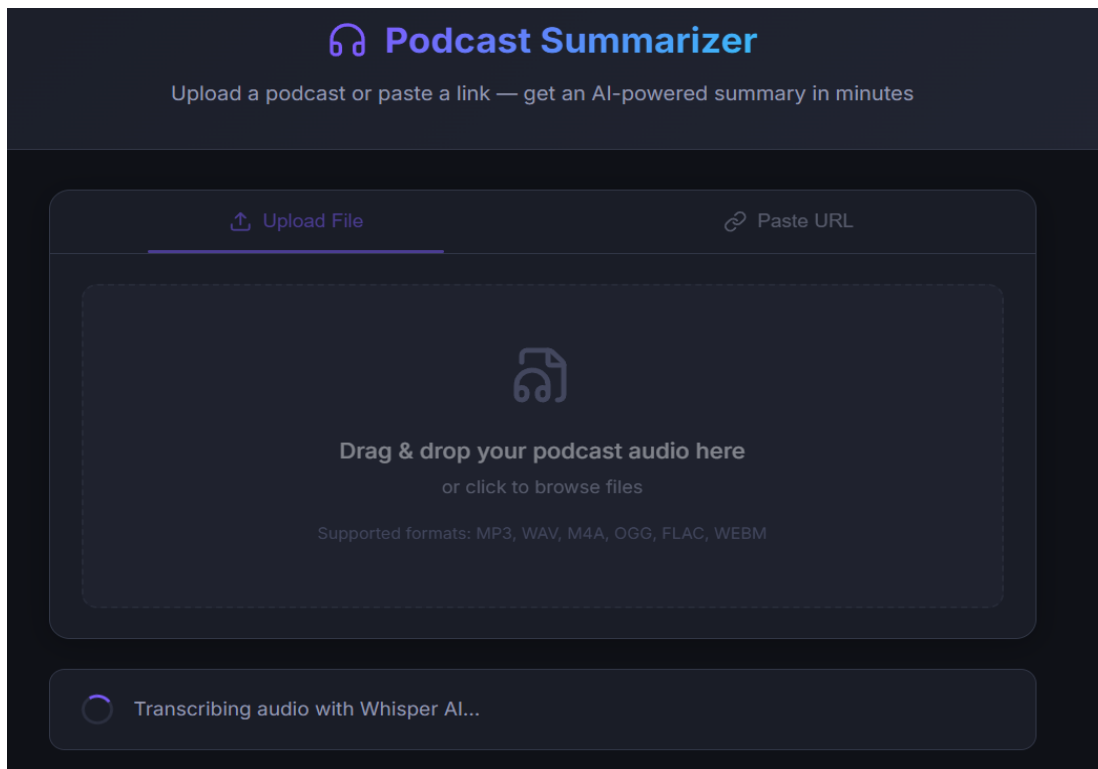 Podcast Summarizer
Upload a podcast or paste a link — get an AI-powered summary in minutes
Upload File
Paste URL
Drag & drop your podcast audio here
or click to browse files
Supported formats: MP3, WAV, M4A, OGG, FLAC, WEBM
Transcribing audio with Whisper AI...